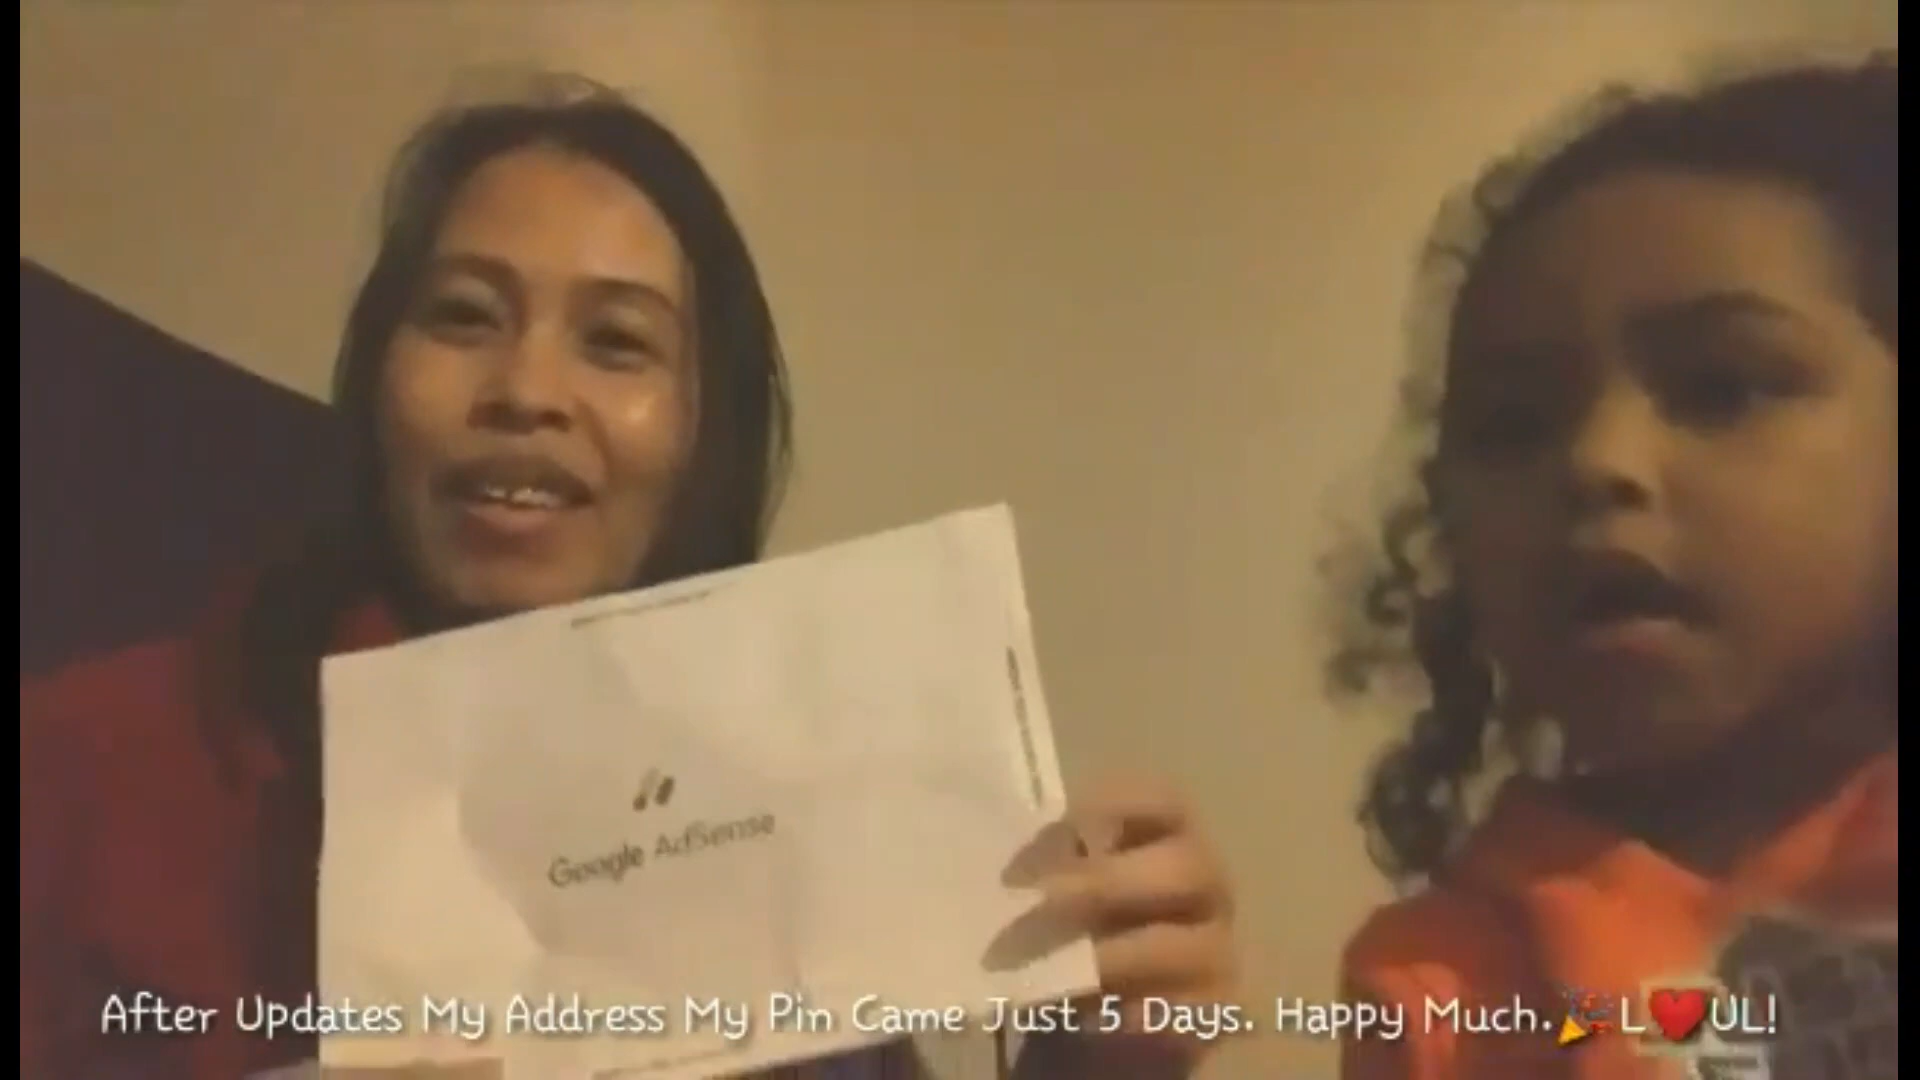 Google AdSense
After Updates My Address My Pin Came Just 5 Days. Happy Much.🎉L❤️UL!